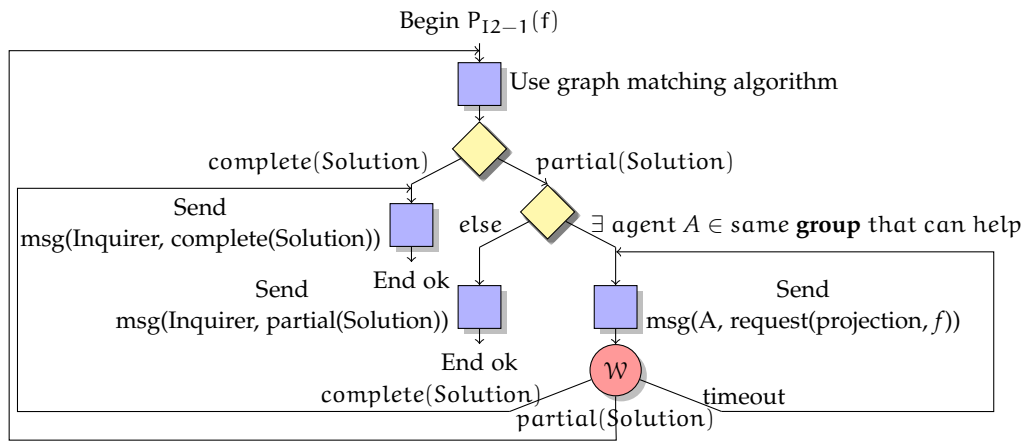 Begin P_{I2−1}(f)
Use graph matching algorithm
complete(Solution)
partial(Solution)
Send
msg(Inquirer, complete(Solution))
else
∃ agent A ∈ same group that can help
End ok
Send
msg(Inquirer, partial(Solution))
Send
msg(A, request(projection, f))
End ok
W
complete(Solution)
timeout
partial(Solution)